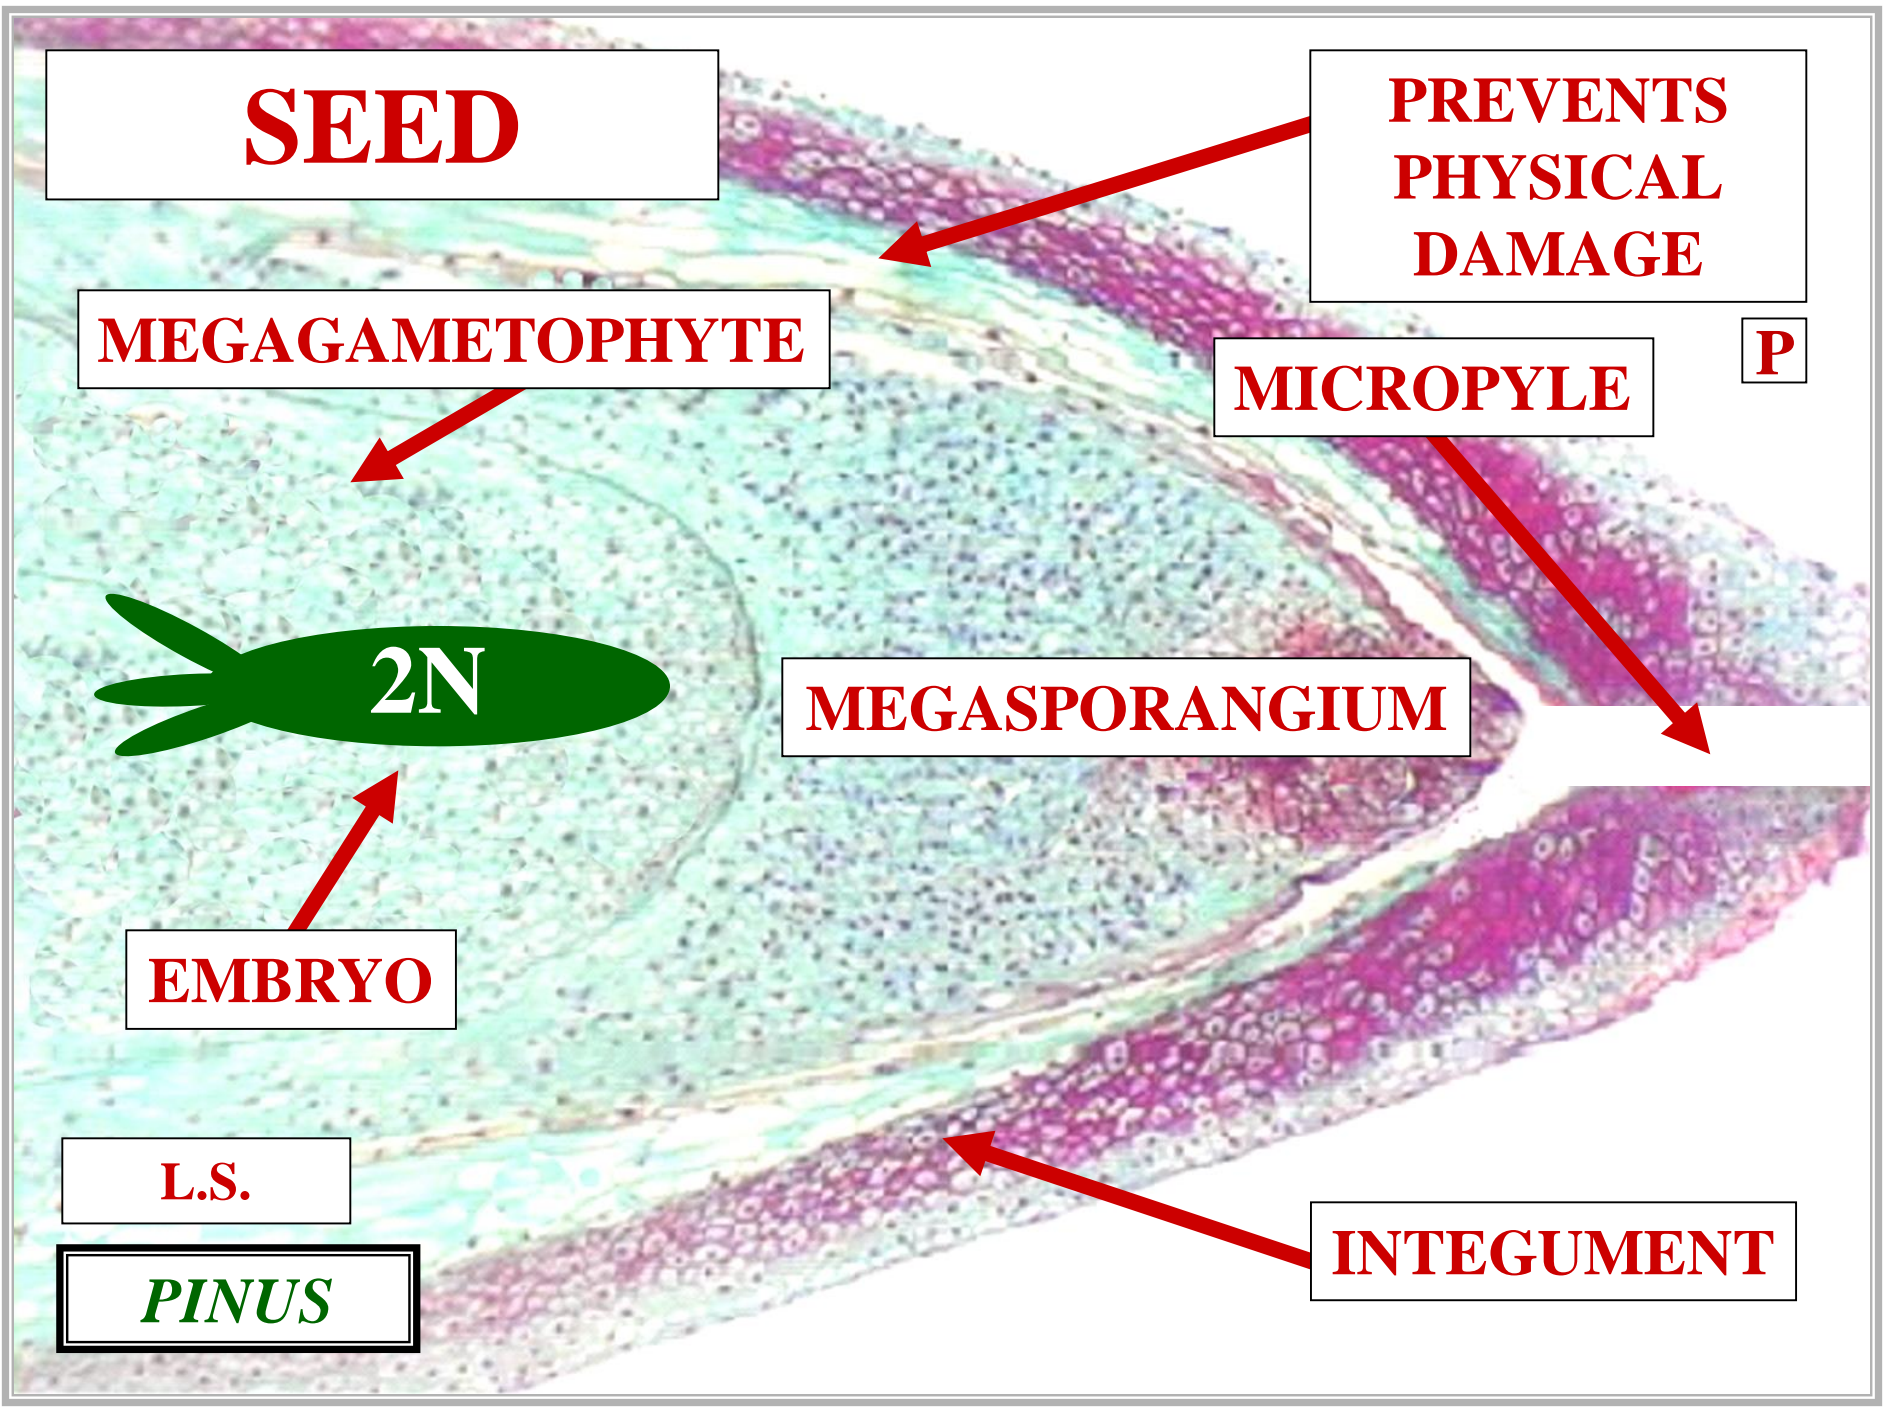 SEED
PREVENTS
PHYSICAL
DAMAGE
MEGAGAMETOPHYTE
P
MICROPYLE
2N
MEGASPORANGIUM
EMBRYO
L.S.
INTEGUMENT
PINUS